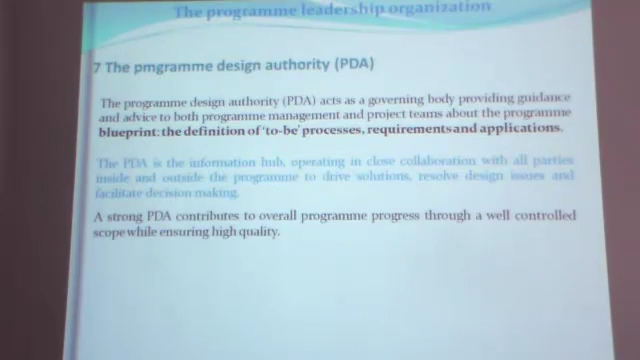 The programme leadership organization
7 The pmgramme design authority (PDA)
The programme design authority (PDA) acts as a governing body providing guidance
and advice to both programme management and project teams about the programme
blueprint: the definition of 'to-be' processes, requirements and applications.
The PDA is the information hub, operating in close collaboration with all parties
inside and outside the programme to drive solutions, resolve design issues and
facilitate decision making.
A strong PDA contributes to overall programme progress through a well controlled
scope while ensuring high quality.